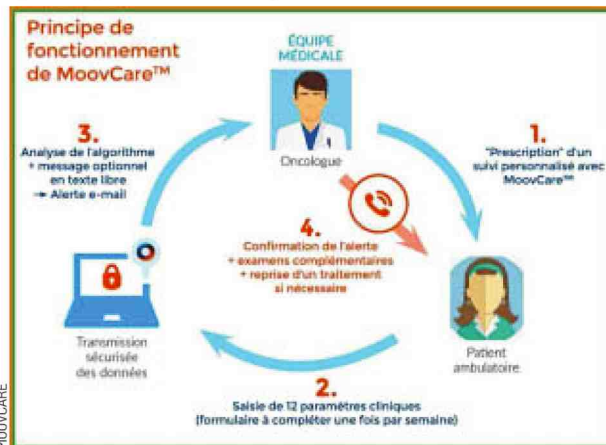 Principe de
fonctionnement
de MoovCare™
ÉQUIPE
MÉDICALE
Oncologue
1.
"Prescription" d'un
suivi personnalisé avec
MoovCare™
Patient
ambulatoire
2.
Saisie de 12 paramètres cliniques
(formulaire à compléter une fois par semaine)
Transmission
sécurisée
des données
3.
Analyse de l'algorithme
+ message optionnel
en texte libre
→ Alerte e-mail
4.
Confirmation de l'alerte
+ examens complémentaires
+ reprise d'un traitement
si nécessaire
MOOVCARE